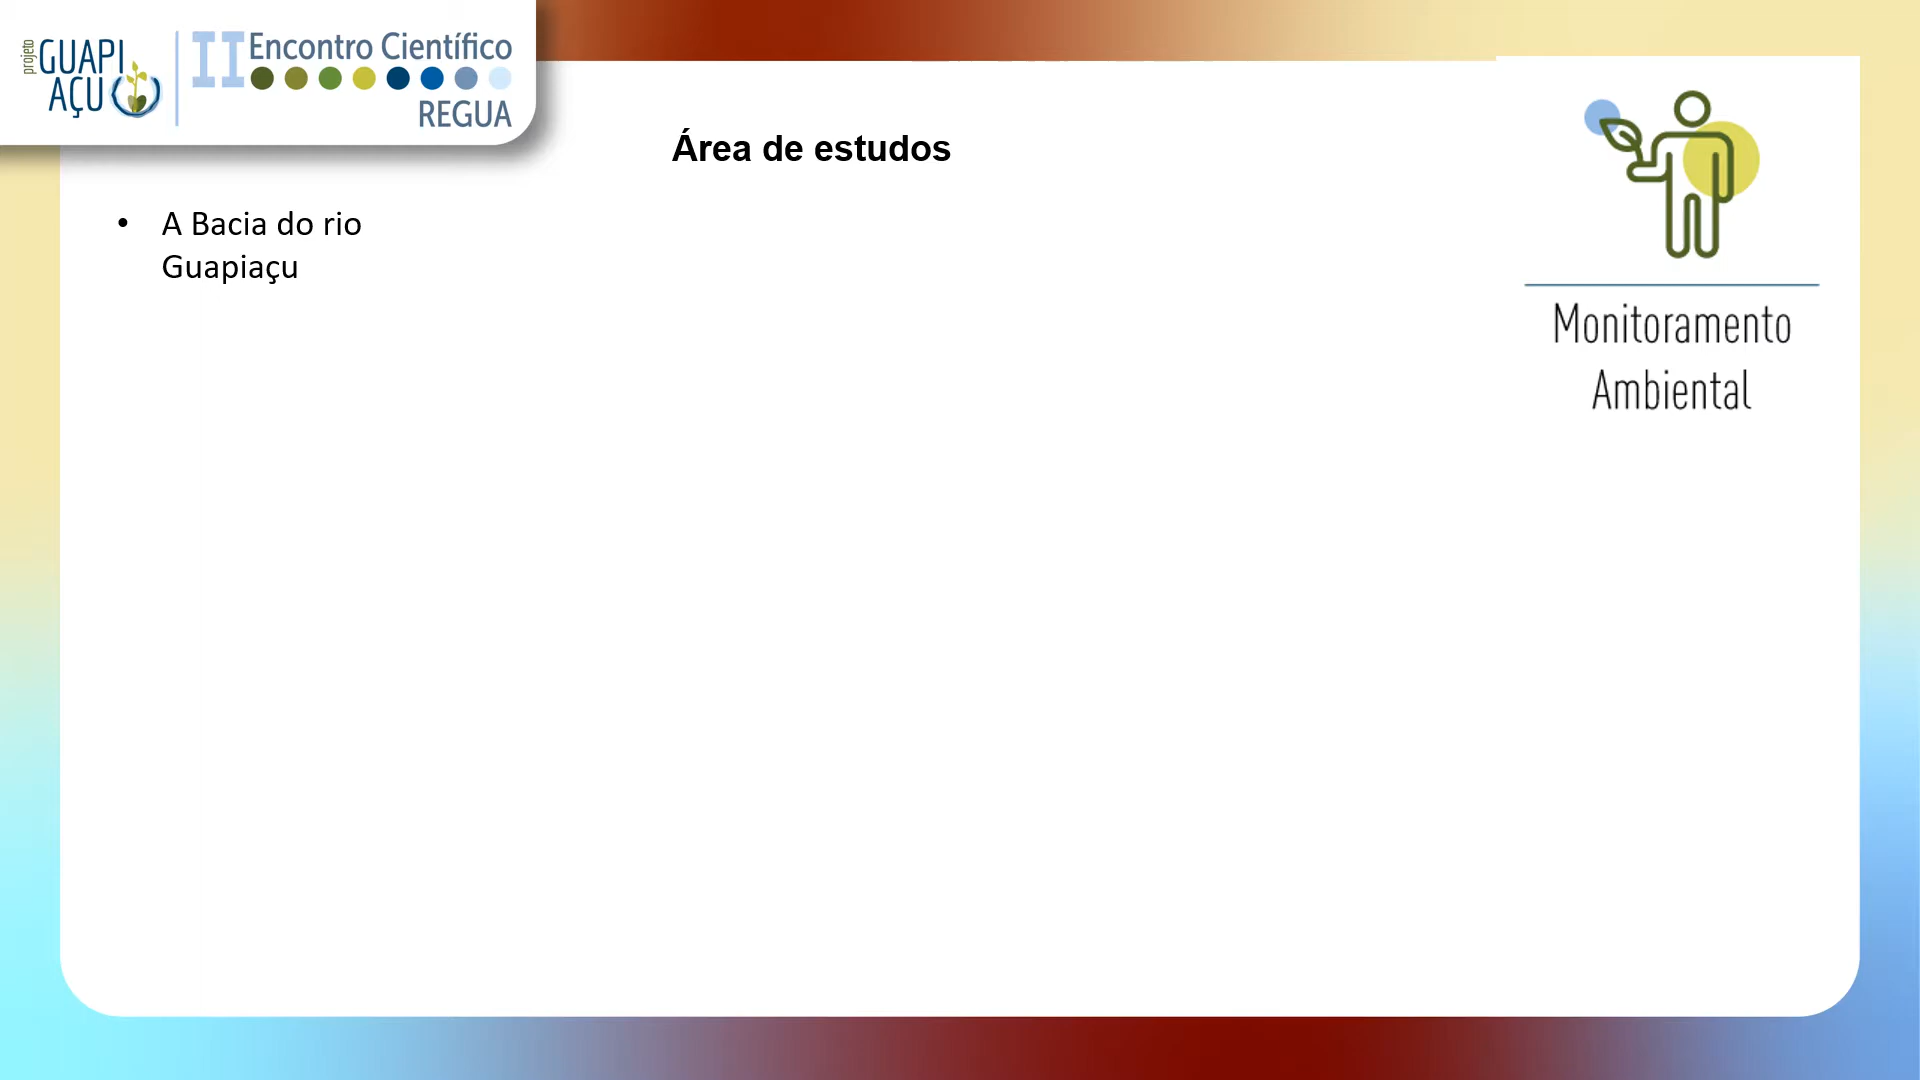 projeto
GUAPI
AÇU
II Encontro Científico
REGUA
Área de estudos
• A Bacia do rio
Guapiaçu
Monitoramento
Ambiental